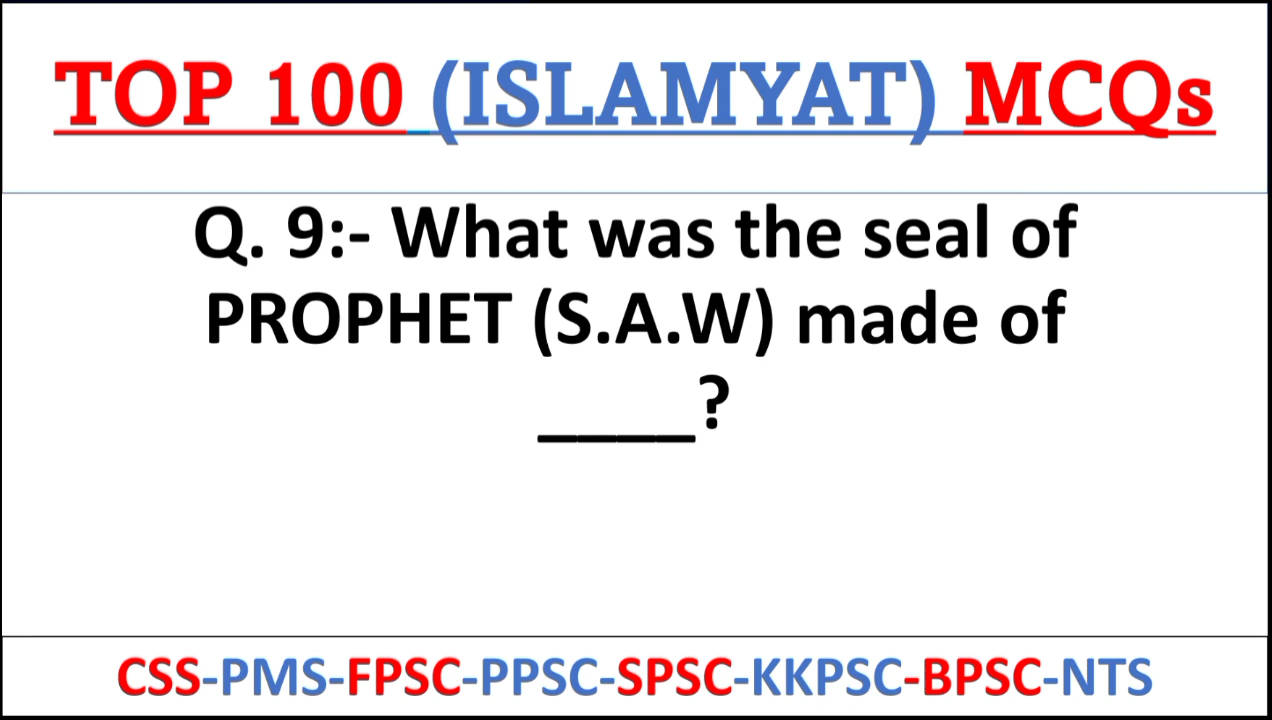 TOP 100 (ISLAMYAT) MCQs
Q. 9:- What was the seal of
PROPHET (S.A.W) made of
____?
CSS-PMS-FPSC-PPSC-SPSC-KKPSC-BPSC-NTS